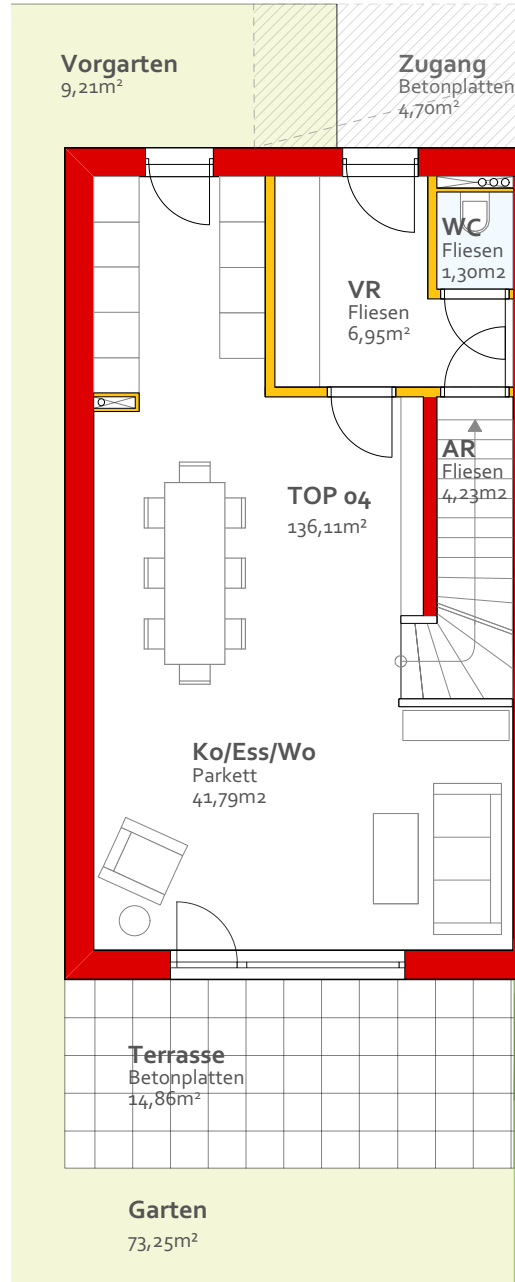 Vorgarten
9,21m²
Zugang
Betonplatten
4,70m²
WC
Fliesen
1,30m2
VR
Fliesen
6,95m²
AR
Fliesen
4,23m2
TOP 04
136,11m²
Ko/Ess/Wo
Parkett
41,79m2
Terrasse
Betonplatten
14,86m²
Garten
73,25m²